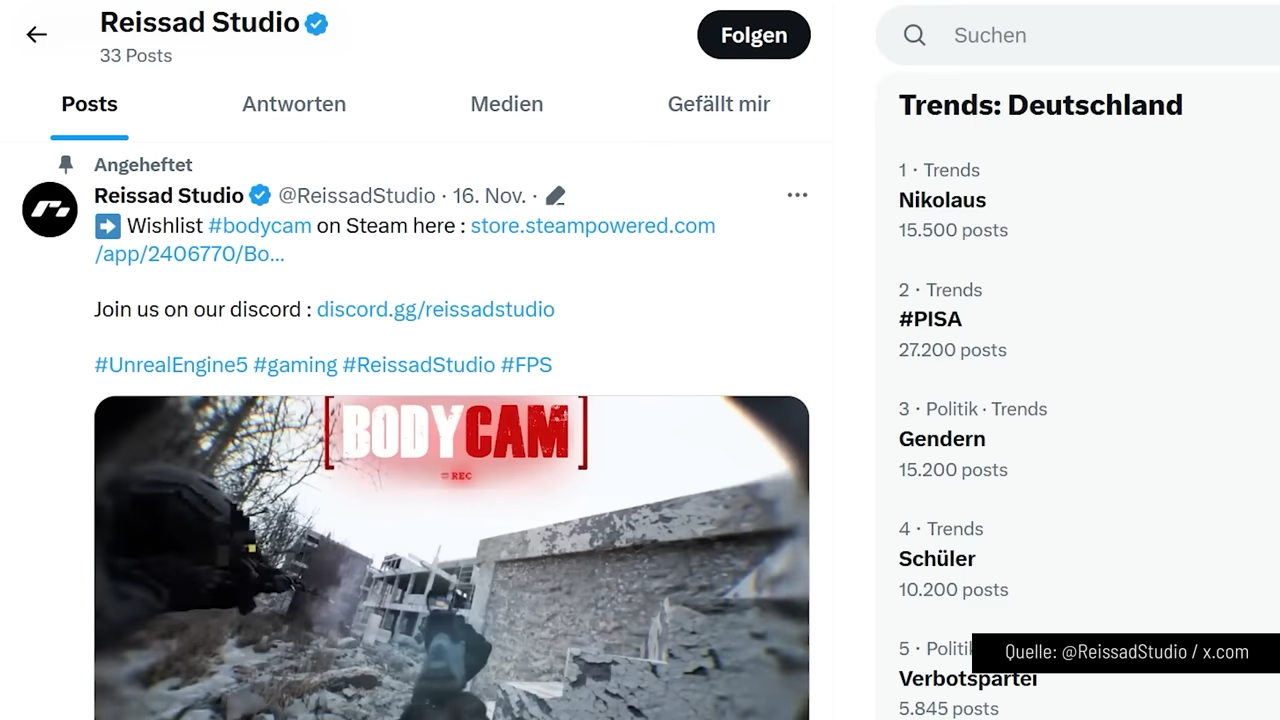 Reissad Studio
33 Posts
Folgen
Posts
Antworten
Medien
Gefällt mir
Angeheftet
Reissad Studio @ReissadStudio · 16. Nov. ·
Wishlist #bodycam on Steam here : store.steampowered.com
/app/2406770/Bo...
Join us on our discord : discord.gg/reissadstudio
#UnrealEngine5 #gaming #ReissadStudio #FPS
[BODYCAM]
REC
Suchen
Trends: Deutschland
1 · Trends
Nikolaus
15.500 posts
2 · Trends
#PISA
27.200 posts
3 · Politik · Trends
Gendern
15.200 posts
4 · Trends
Schüler
10.200 posts
5 · Politik
Quelle: @ReissadStudio / x.com
Verbotspartei
5.845 posts